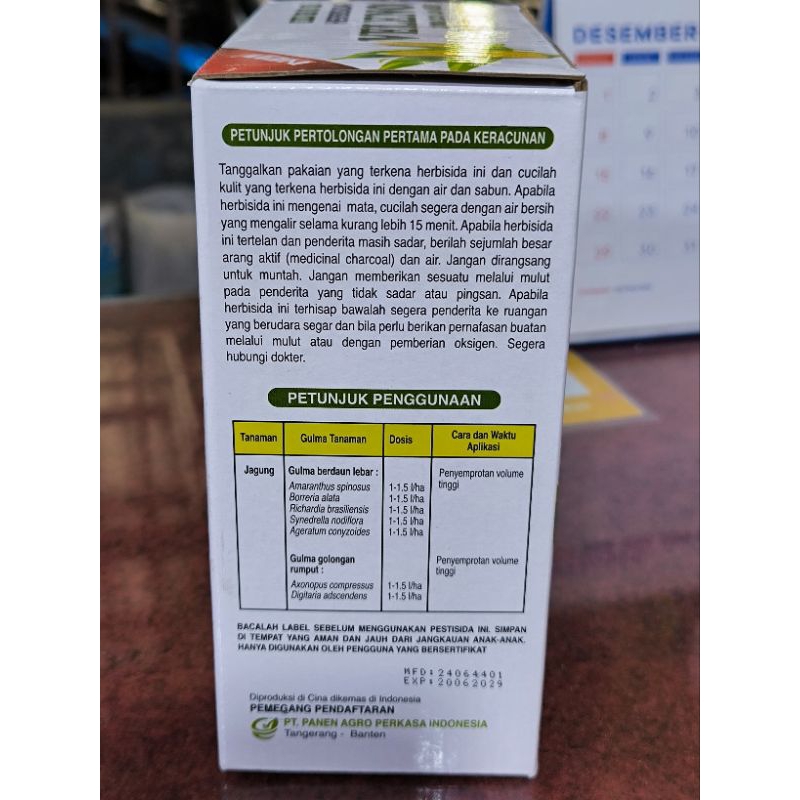 DESEMBER
PETUNJUK PERTOLONGAN PERTAMA PADA KERACUNAN
Tanggalkan pakaian yang terkena herbisida ini dan cucilah
kulit yang terkena herbisida ini dengan air dan sabun. Apabila
herbisida ini mengenai mata, cucilah segera dengan air bersih
yang mengalir selama kurang lebih 15 menit. Apabila herbisida
ini tertelan dan penderita masih sadar, berilah sejumlah besar
arang aktif (medicinal charcoal) dan air. Jangan dirangsang
untuk muntah. Jangan memberikan sesuatu melalui mulut
pada penderita yang tidak sadar atau pingsan. Apabila
herbisida ini terhisap bawalah segera penderita ke ruangan
yang berudara segar dan bila perlu berikan pernafasan buatan
melalui mulut atau dengan pemberian oksigen. Segera
hubungi dokter.
PETUNJUK PENGGUNAAN
Tanaman Gulma Tanaman Dosis Cara dan Waktu
Aplikasi
Jagung Gulma berdaun lebar : Penyemprotan volume
tinggi
Amaranthus spinosus 1-1.5 l/ha
Borreria alata 1-1.5 l/ha
Richardia brasiliensis 1-1.5 l/ha
Synedrella nodiflora 1-1.5 l/ha
Ageratum conyzoides 1-1.5 l/ha
Gulma golongan Penyemprotan volume
rumput : tinggi
Axonopus compressus 1-1.5 l/ha
Digitaria adscendens 1-1.5 l/ha
BACALAH LABEL SEBELUM MENGGUNAKAN PESTISIDA INI. SIMPAN
DI TEMPAT YANG AMAN DAN JAUH DARI JANGKAUAN ANAK-ANAK.
HANYA DIGUNAKAN OLEH PENGGUNA YANG BERSERTIFIKAT
MFD:24064401
EXP:20062029
Diproduksi di Cina dikemas di Indonesia
PEMEGANG PENDAFTARAN
PT. PANEN AGRO PERKASA INDONESIA
Tangerang - Banten